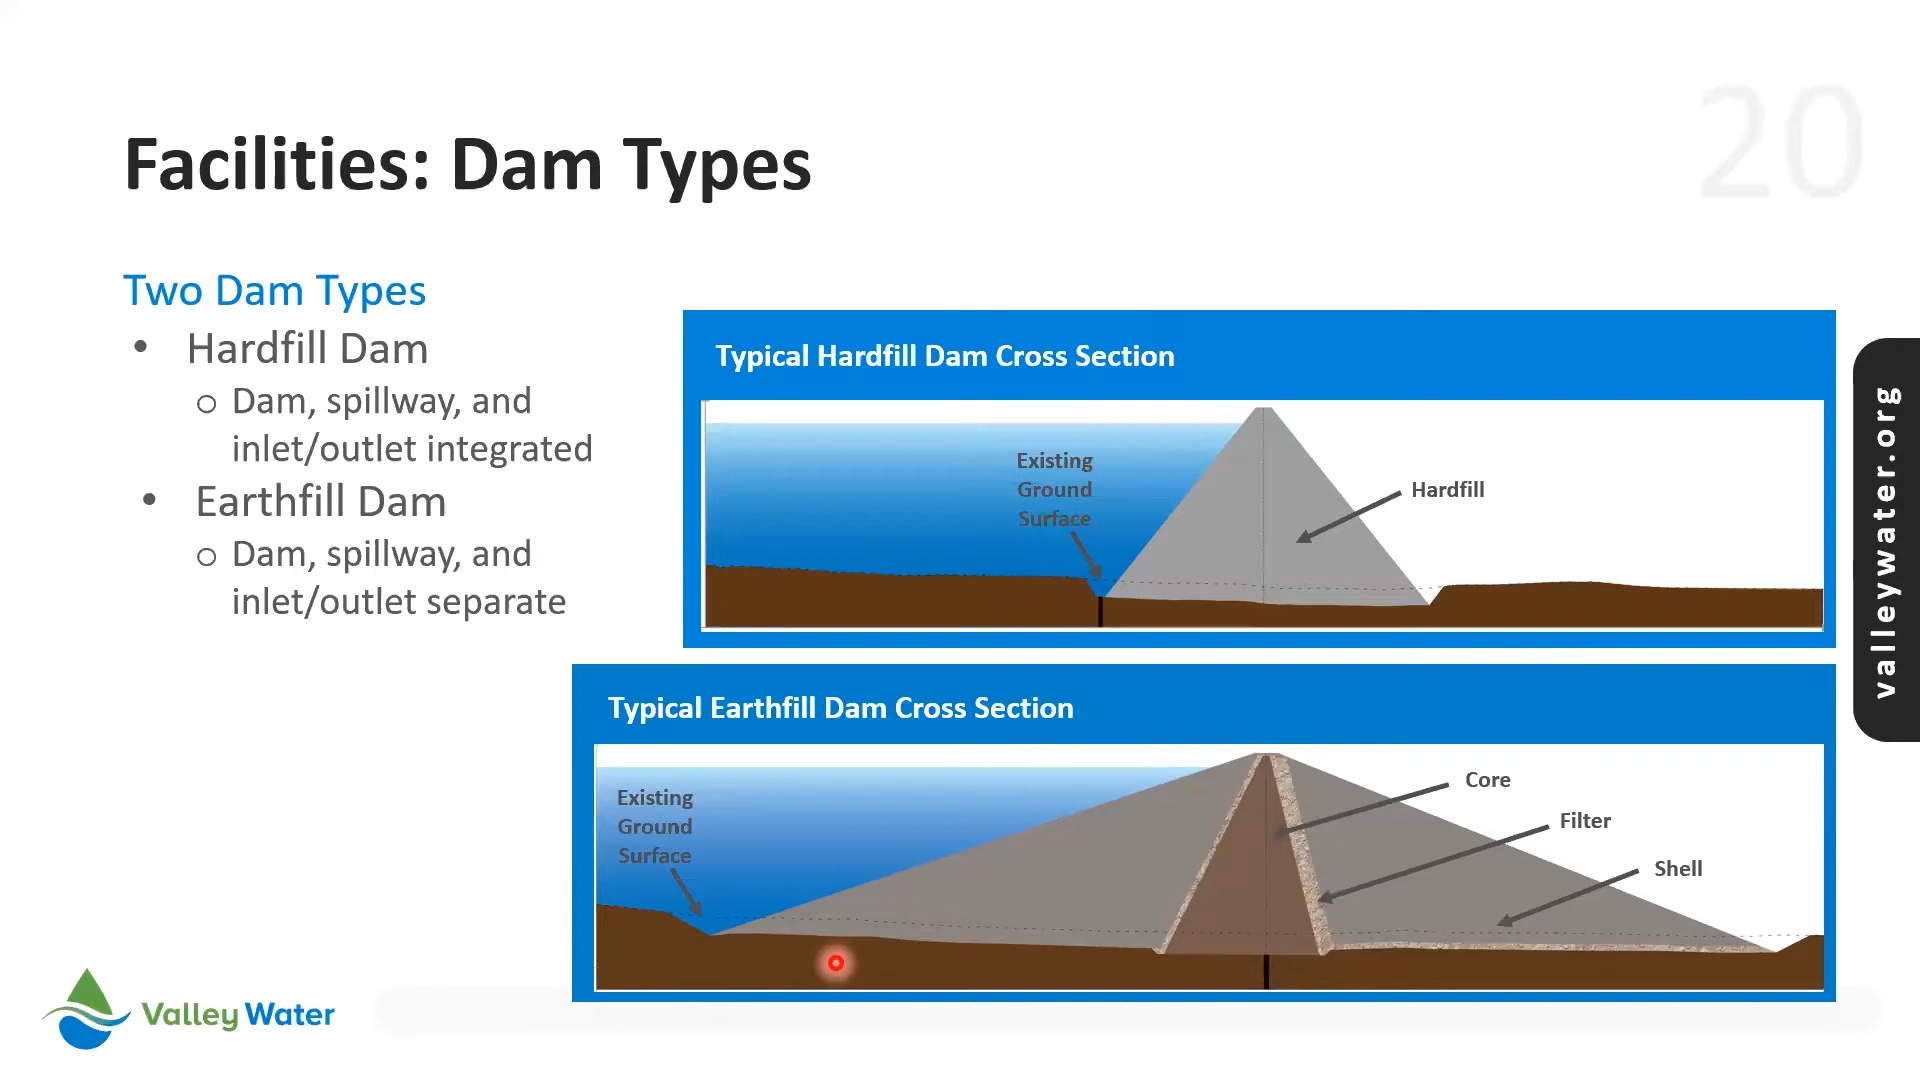 20
Facilities: Dam Types
Two Dam Types
• Hardfill Dam
o Dam, spillway, and
inlet/outlet integrated
• Earthfill Dam
o Dam, spillway, and
inlet/outlet separate
Typical Hardfill Dam Cross Section
Existing
Ground
Surface
Hardfill
Typical Earthfill Dam Cross Section
Existing
Ground
Surface
Core
Filter
Shell
valleywater.org
Valley Water